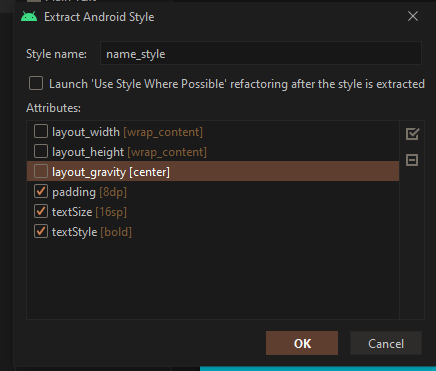 Extract Android Style
Style name: name_style
Launch 'Use Style Where Possible' refactoring after the style is extracted
Attributes:
layout_width [wrap_content]
layout_height [wrap_content]
layout_gravity [center]
padding [8dp]
textSize [16sp]
textStyle [bold]
OK Cancel